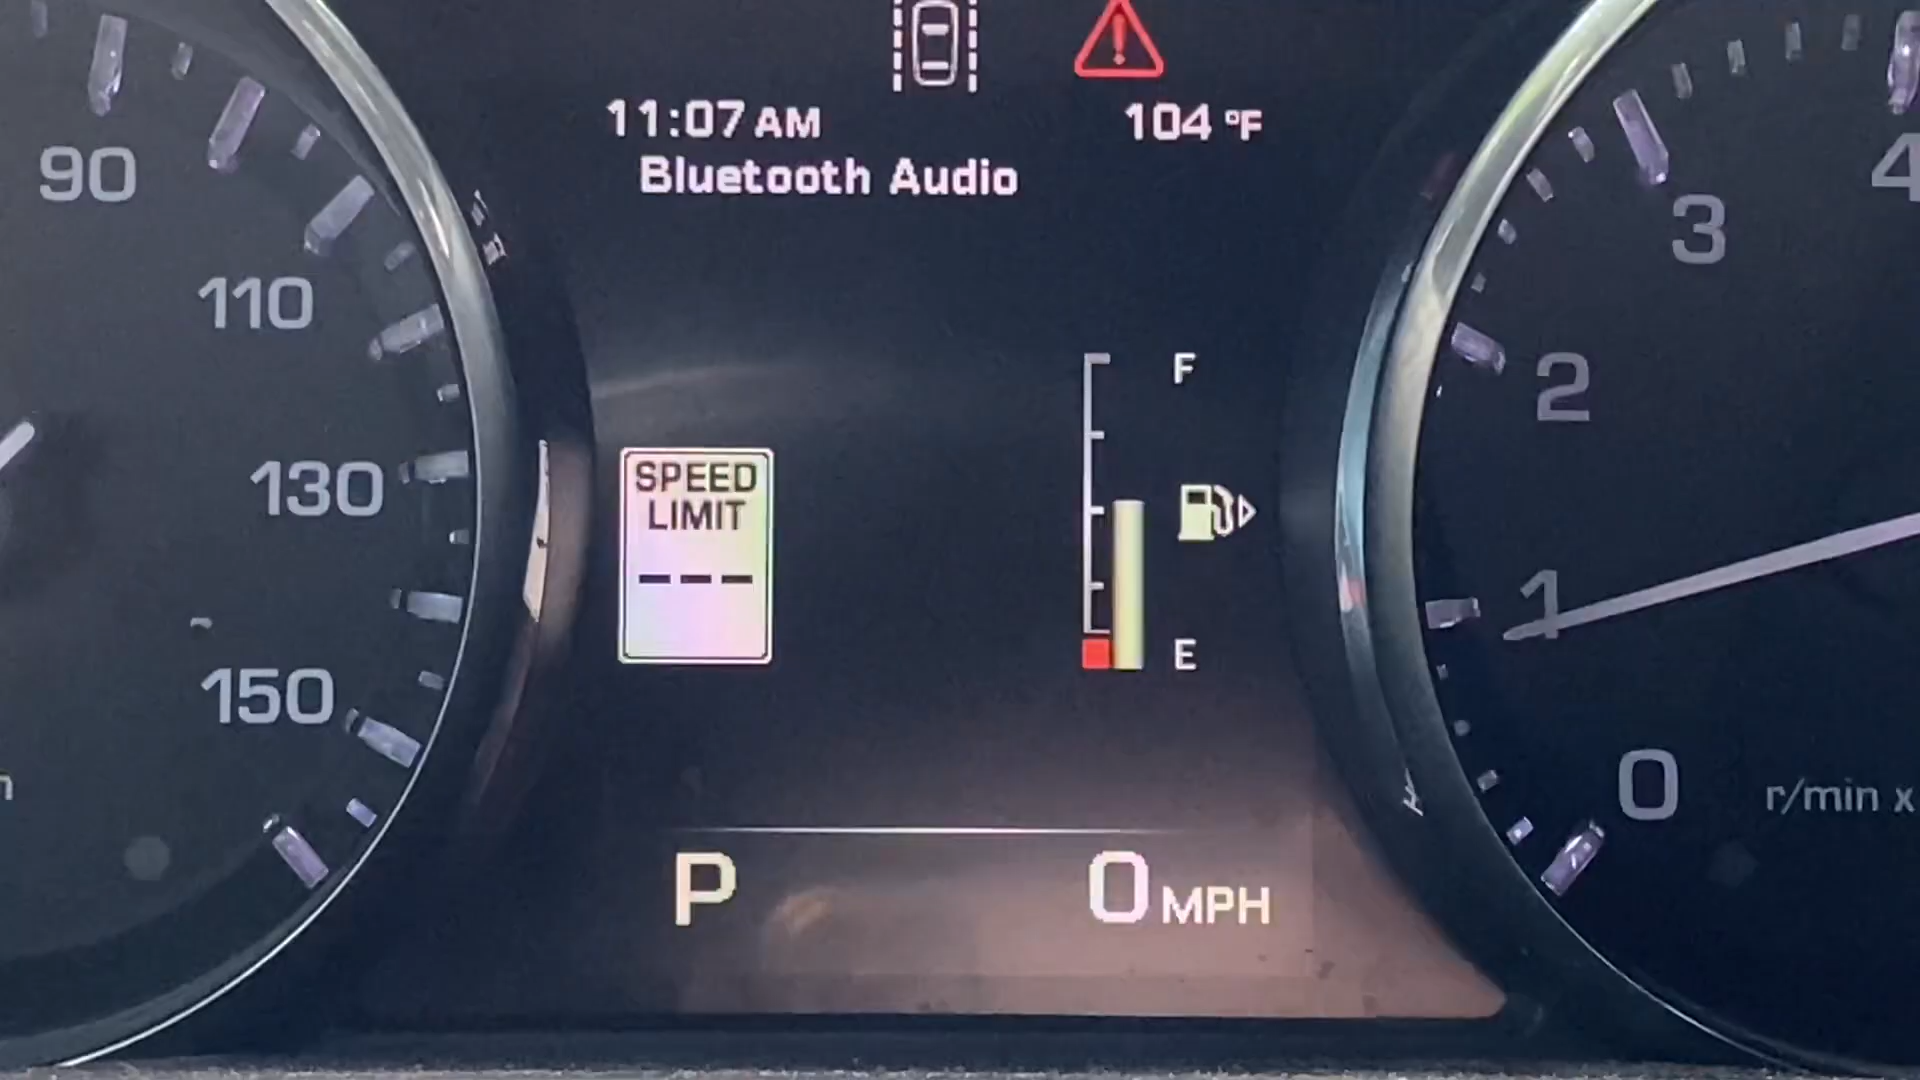 11:07 AM
104 °F
Bluetooth Audio
90
110
130
150
SPEED
LIMIT
---
F
E
4
3
2
1
0
r/min x
P
0 MPH